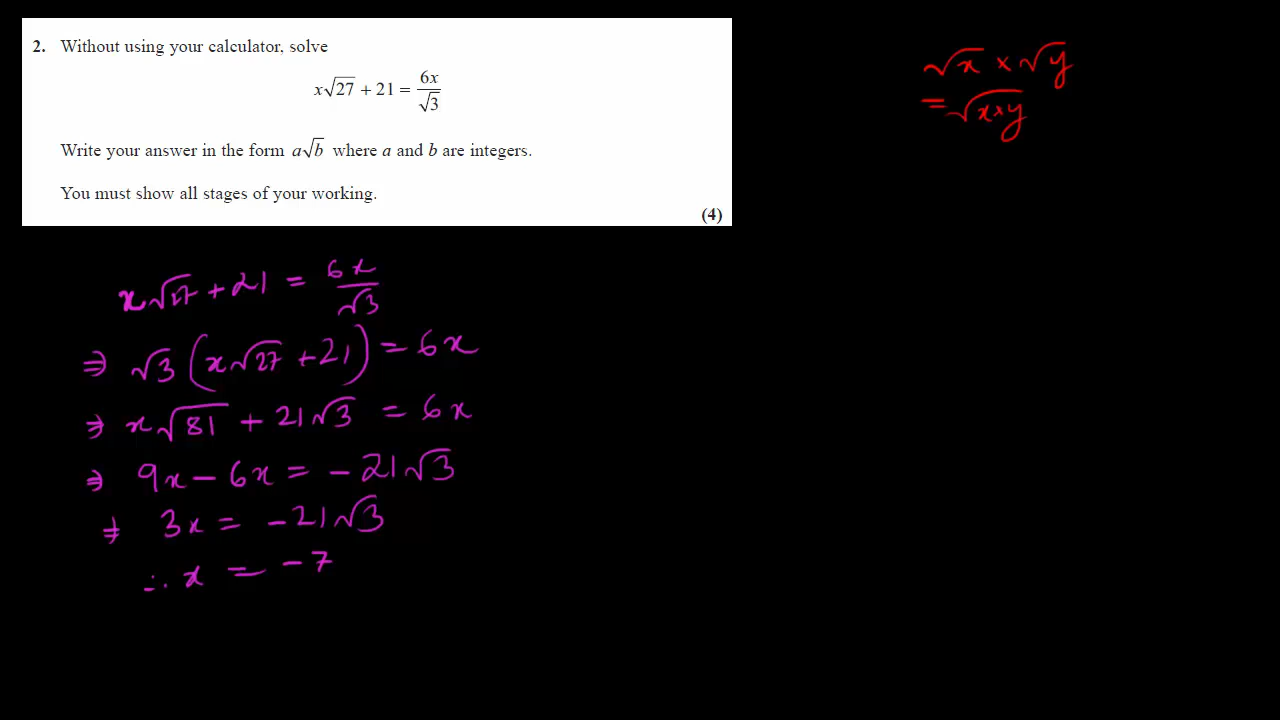 2. Without using your calculator, solve
x√27 + 21 = 6x/√3
Write your answer in the form a√b where a and b are integers.
You must show all stages of your working.
(4)
√x × √y
= √x×y
x√27 + 21 = 6x/√3
⇒ √3 (x√27 + 21) = 6x
⇒ x√81 + 21√3 = 6x
⇒ 9x − 6x = −21√3
⇒ 3x = −21√3
∴ x = −7